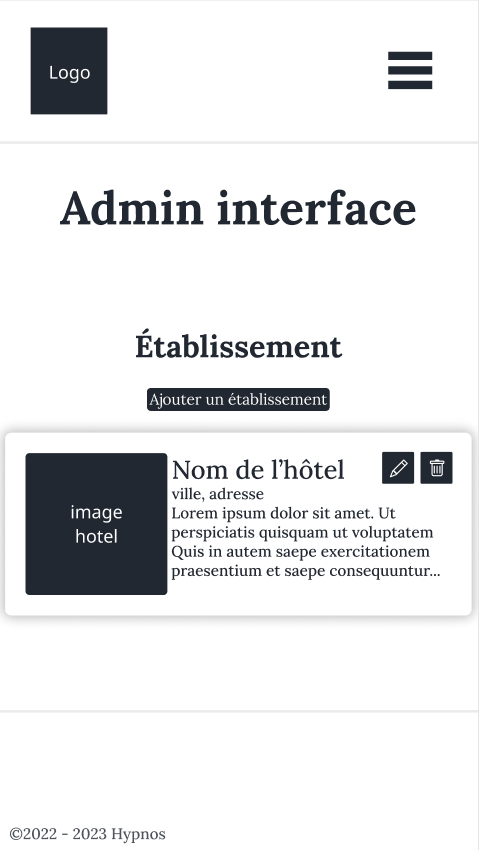 Logo
Admin interface
Établissement
Ajouter un établissement
image
hotel
Nom de l’hôtel
ville, adresse
Lorem ipsum dolor sit amet. Ut
perspiciatis quisquam ut voluptatem
Quis in autem saepe exercitationem
praesentium et saepe consequuntur...
©2022 - 2023 Hypnos